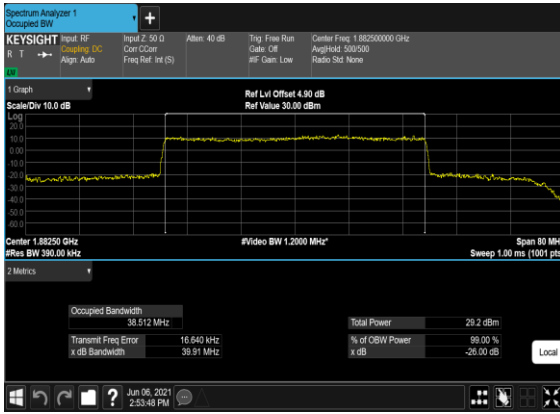 Spectrum Analyzer 1
Occupied BW
KEYSIGHT
R T
LW
Input: RF
Coupling: DC
Align: Auto
Input Z: 50 Ω
Corr CCorr
Freq Ref: Int (S)
Atten: 40 dB
Trig: Free Run
Gate: Off
#IF Gain: Low
Center Freq: 1.882500000 GHz
Avg|Hold: 500/500
Radio Std: None
1 Graph
Scale/Div 10.0 dB
Ref Lvl Offset 4.90 dB
Ref Value 30.00 dBm
Log
20.0
10.0
0.00
-10.0
-20.0
-30.0
-40.0
-50.0
-60.0
Center 1.88250 GHz
#Res BW 390.00 kHz
#Video BW 1.2000 MHz*
Span 80 MH
Sweep 1.00 ms (1001 pts
2 Metrics
Occupied Bandwidth
38.512 MHz
Transmit Freq Error 16.640 kHz
x dB Bandwidth 39.91 MHz
Total Power 29.2 dBm
% of OBW Power 99.00 %
x dB -26.00 dB
Local
?
Jun 06, 2021
2:53:48 PM